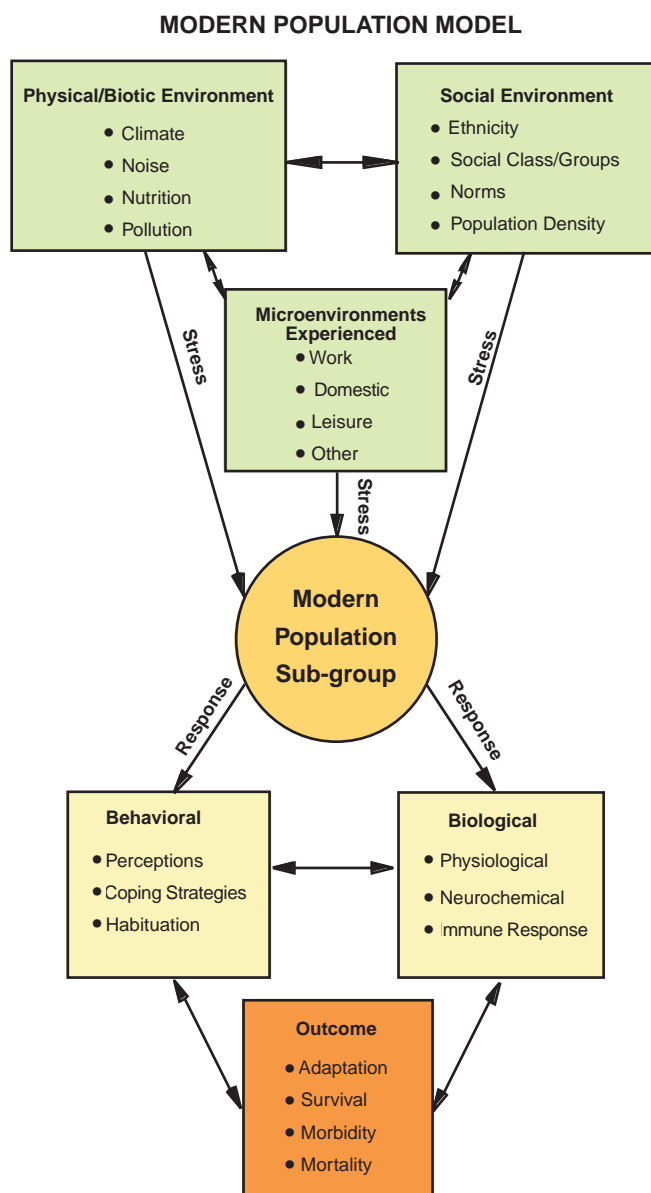 MODERN POPULATION MODEL
Physical/Biotic Environment
• Climate
• Noise
• Nutrition
• Pollution
Social Environment
• Ethnicity
• Social Class/Groups
• Norms
• Population Density
Microenvironments
Experienced
• Work
• Domestic
• Leisure
• Other
Stress
Stress
Stress
Modern
Population
Sub-group
Response
Response
Behavioral
• Perceptions
• Coping Strategies
• Habituation
Biological
• Physiological
• Neurochemical
• Immune Response
Outcome
• Adaptation
• Survival
• Morbidity
• Mortality